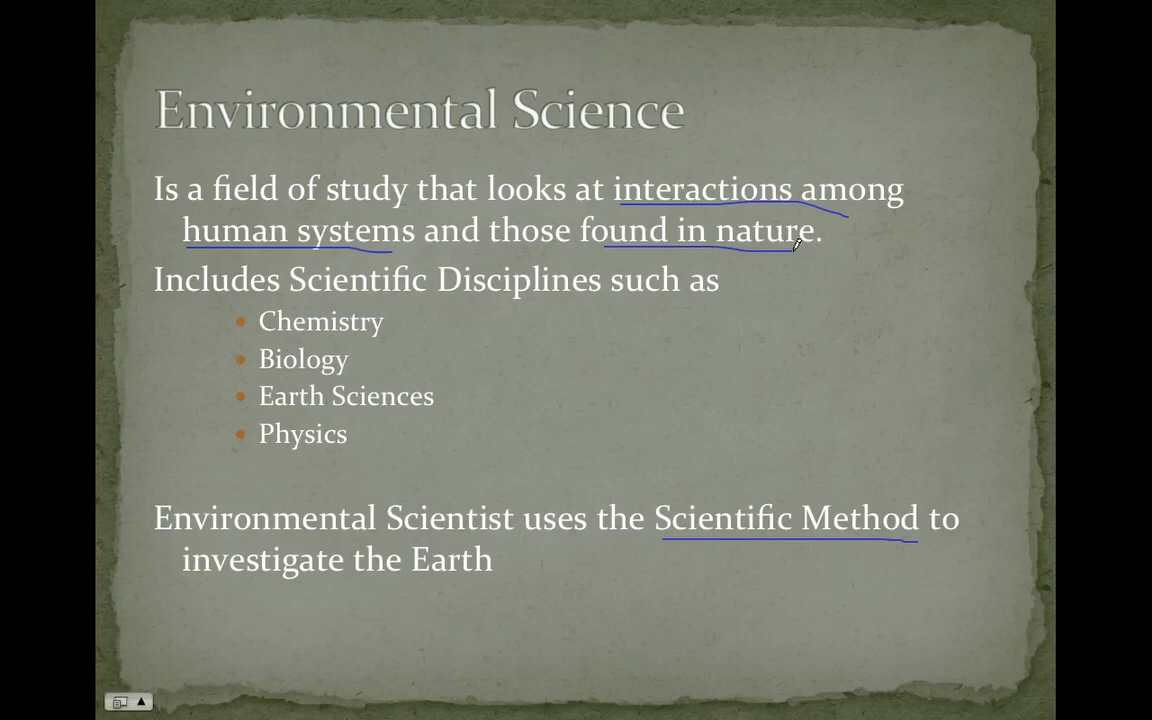 Environmental Science
Is a field of study that looks at interactions among
human systems and those found in nature.
Includes Scientific Disciplines such as
• Chemistry
• Biology
• Earth Sciences
• Physics
Environmental Scientist uses the Scientific Method to
investigate the Earth